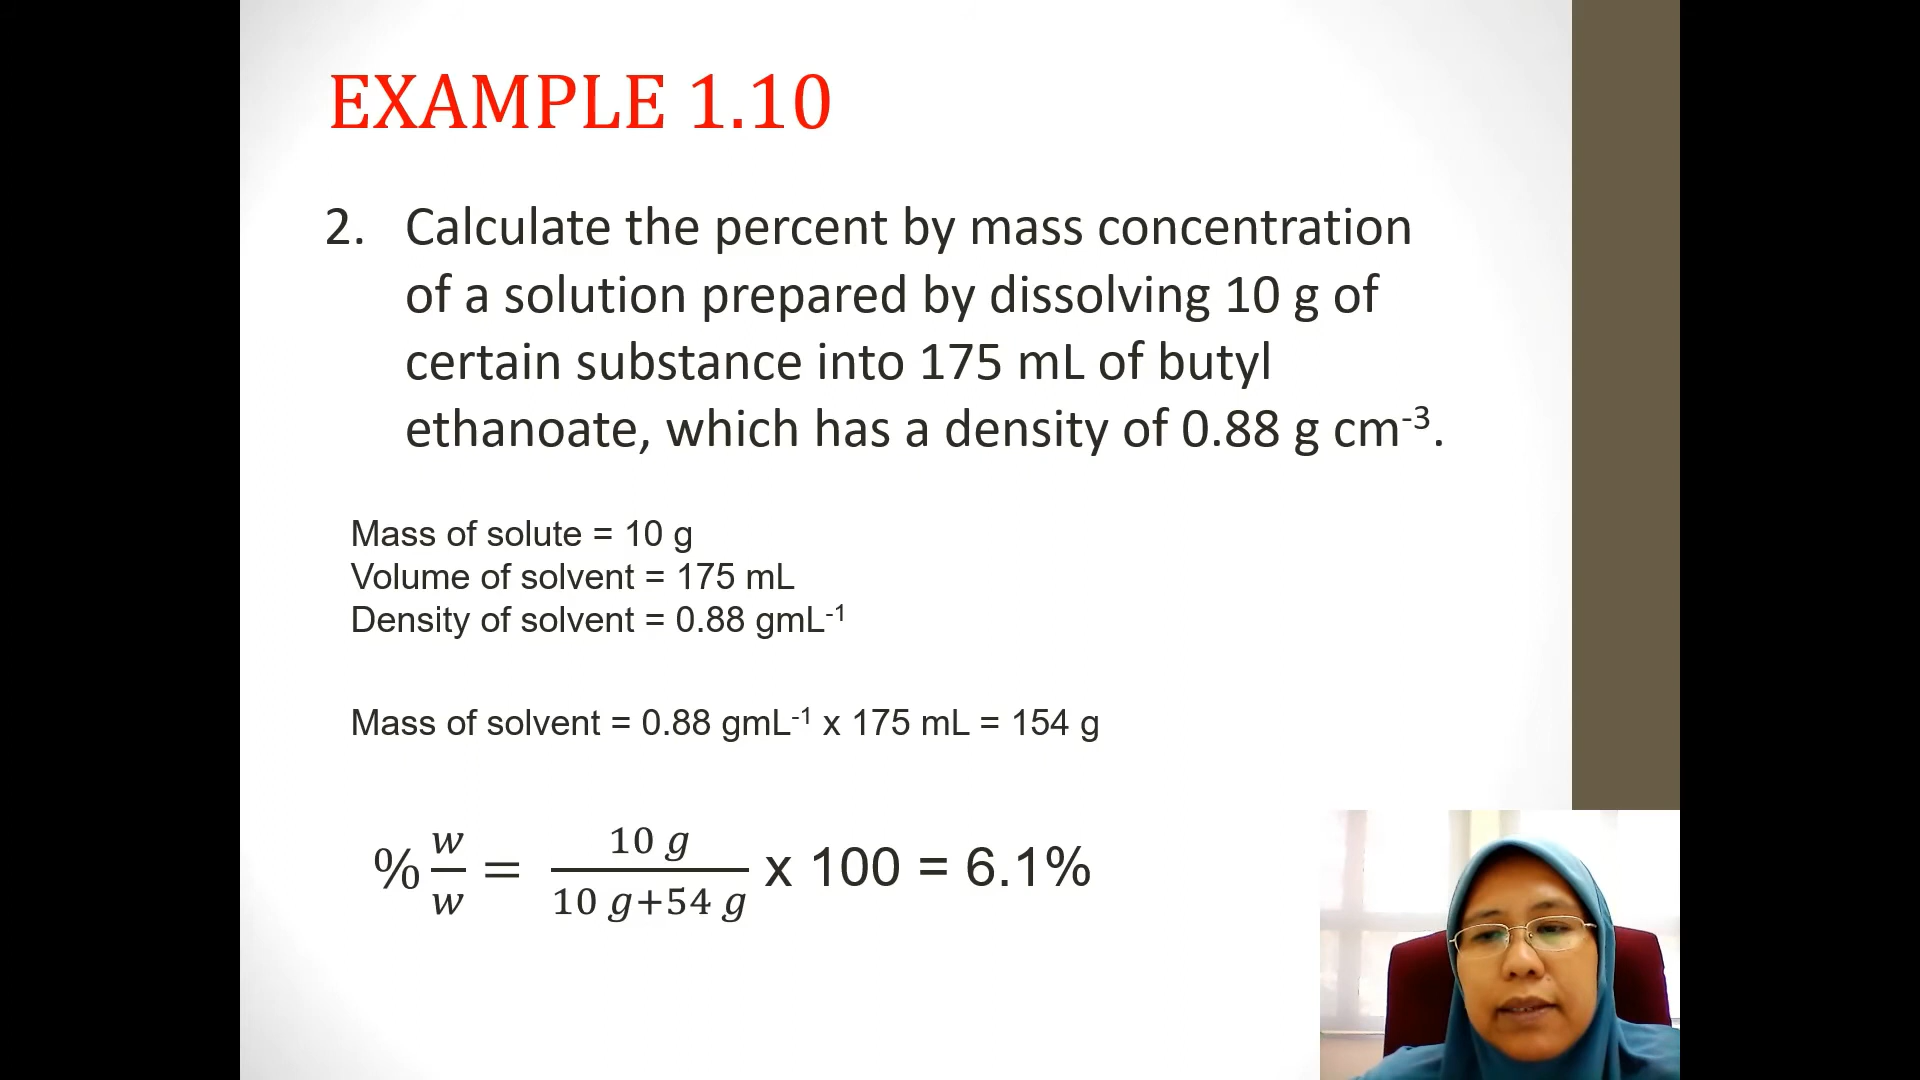 EXAMPLE 1.10
2. Calculate the percent by mass concentration
of a solution prepared by dissolving 10 g of
certain substance into 175 mL of butyl
ethanoate, which has a density of 0.88 g cm⁻³.
Mass of solute = 10 g
Volume of solvent = 175 mL
Density of solvent = 0.88 gmL⁻¹
Mass of solvent = 0.88 gmL⁻¹ x 175 mL = 154 g
% w/w = 10 g / 10 g+54 g x 100 = 6.1%